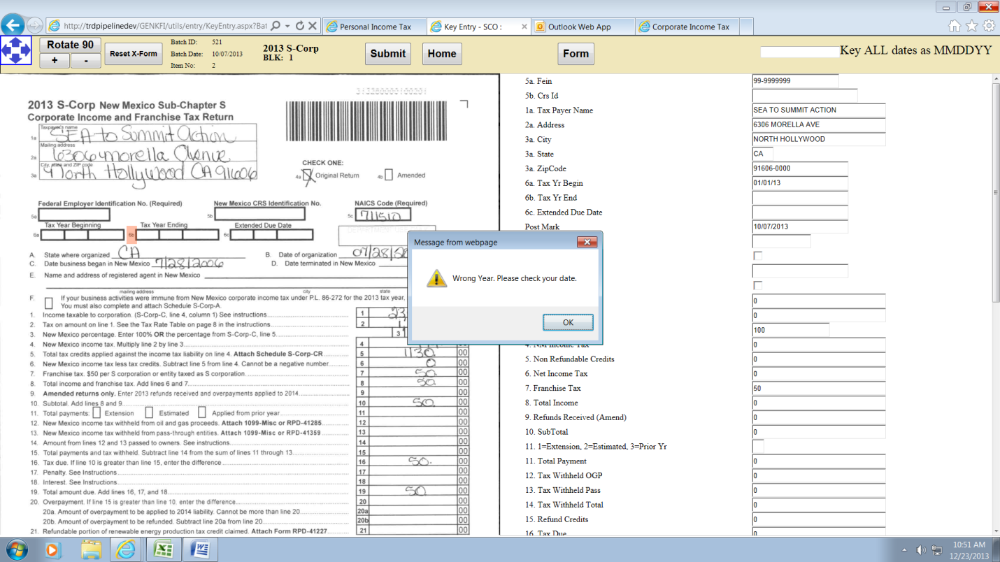 http://trdpipelinedev/GENKFI/utils/entry/KeyEntry.aspx?Bat
Personal Income Tax
Key Entry - SCO :
Outlook Web App
Corporate Income Tax
Rotate 90
+
-
Reset X-Form
Batch ID: 521
Batch Date: 10/07/2013
Item No: 2
2013 S-Corp
BLK: 1
Submit
Home
Form
Key ALL dates as MMDDYY
2013 S-Corp New Mexico Sub-Chapter S
Corporate Income and Franchise Tax Return
Taxpayer's name
1a SEA to Summit Action
Mailing address
2a 6306 morella Avenue
City, state and ZIP code
3a North Hollywood CA 91606
CHECK ONE:
4a Original Return 4b Amended
Federal Employer Identification No. (Required)
New Mexico CRS Identification No.
NAICS Code (Required)
5a
5b
5c 711510
Tax Year Beginning
Tax Year Ending
Extended Due Date
6a
6b
6c
A. State where organized CA
B. Date of organization 07/28/20
C. Date business began in New Mexico 7/28/2006
D. Date terminated in New Mexico
E. Name and address of registered agent in New Mexico
mailing address city state
F. If your business activities were immune from New Mexico corporate income tax under P.L. 86-272 for the 2013 tax year,
You must also complete and attach Schedule S-Corp-A.
1. Income taxable to corporation. (S-Corp-C, line 4, column 1) See instructions 1
2. Tax on amount on line 1. See the Tax Rate Table on page 8 in the instructions. 2
3. New Mexico percentage. Enter 100% OR the percentage from S-Corp-C, line 5. 3
4. New Mexico income tax. Multiply line 2 by line 3. 4
5. Total tax credits applied against the income tax liability on line 4. Attach Schedule S-Corp-CR 5 1130. 00
6. New Mexico income tax less tax credits. Subtract line 5 from line 4. Cannot be a negative number 6 0 00
7. Franchise tax. $50 per S corporation or entity taxed as S corporation. 7 50. 00
8. Total income and franchise tax. Add lines 6 and 7. 8 50. 00
9. Amended returns only. Enter 2013 refunds received and overpayments applied to 2014. 9 00
10. Subtotal. Add lines 8 and 9. 10 50. 00
11. Total payments: Extension Estimated Applied from prior year 11 00
12. New Mexico income tax withheld from oil and gas proceeds. Attach 1099-Misc or RPD-41285 12 00
13. New Mexico income tax withheld from pass-through entities. Attach 1099-Misc or RPD-41359 13 00
14. Amount from lines 12 and 13 passed to owners. See instructions. 14 00
15. Total payments and tax withheld. Subtract line 14 from the sum of lines 11 through 13. 15 00
16. Tax due. If line 10 is greater than line 15, enter the difference 16 50. 00
17. Penalty. See Instructions 17 00
18. Interest. See Instructions 18 00
19. Total amount due. Add lines 16, 17, and 18 19 50 00
20. Overpayment. If line 15 is greater than line 10, enter the difference 20 00
20a. Amount of overpayment to be applied to 2014 liability. Cannot be more than line 20 20a 00
20b. Amount of overpayment to be refunded. Subtract line 20a from line 20 20b 00
21. Refundable portion of renewable energy production tax credit claimed. Attach Form RPD-41227 21 00
Message from webpage
Wrong Year. Please check your date.
OK
5a. Fein 99-9999999
5b. Crs Id
1a. Tax Payer Name SEA TO SUMMIT ACTION
2a. Address 6306 MORELLA AVE
3a. City NORTH HOLLYWOOD
3a. State CA
3a. ZipCode 91606-0000
6a. Tax Yr Begin 01/01/13
6b. Tax Yr End
6c. Extended Due Date
Post Mark 10/07/2013
0
0
100
4. NM Income Tax 0
5. Non Refundable Credits 0
6. Net Income Tax 0
7. Franchise Tax 50
8. Total Income 0
9. Refunds Received (Amend) 0
10. SubTotal 0
11. 1=Extension, 2=Estimated, 3=Prior Yr
11. Total Payment 0
12. Tax Withheld OGP 0
13. Tax Withheld Pass 0
14. Tax Withheld Total 0
15. Refund Credits 0
16. Tax Due 0
10:51 AM
12/23/2013